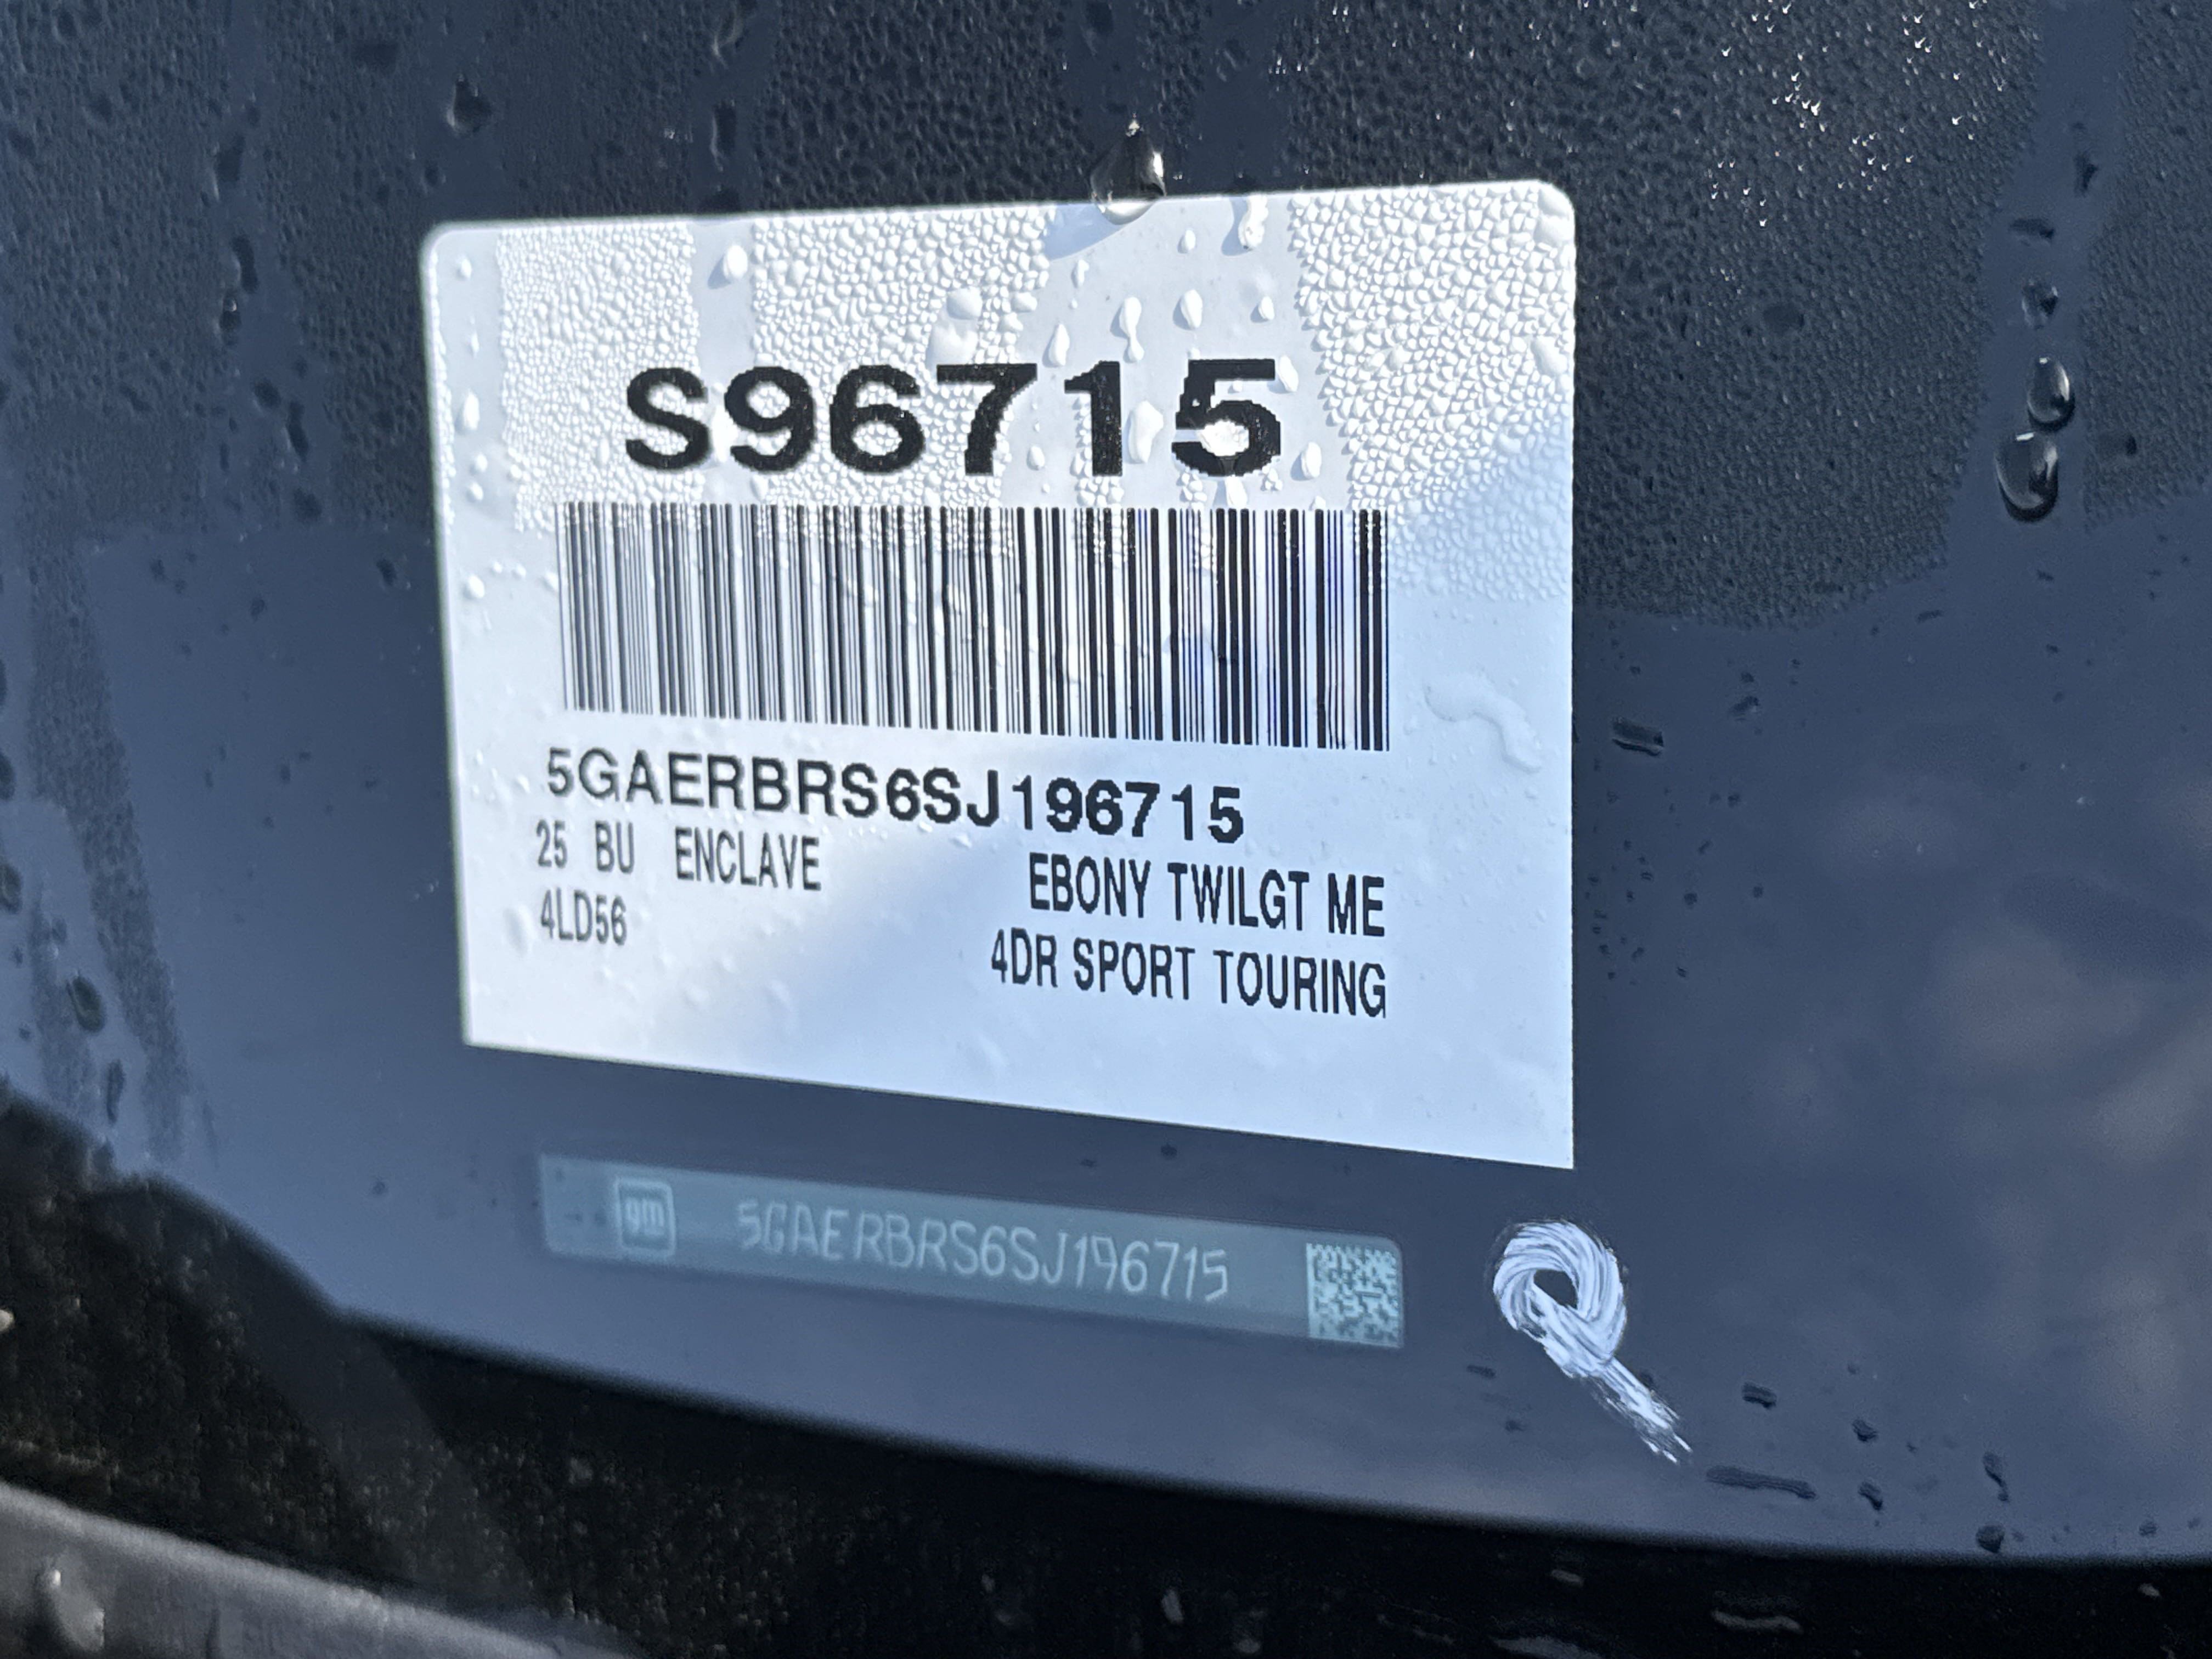 S96715
5GAERBRS6SJ196715
25 BU ENCLAVE EBONY TWILGT ME
4LD56 4DR SPORT TOURING
gm 5GAERBRS6SJ196715